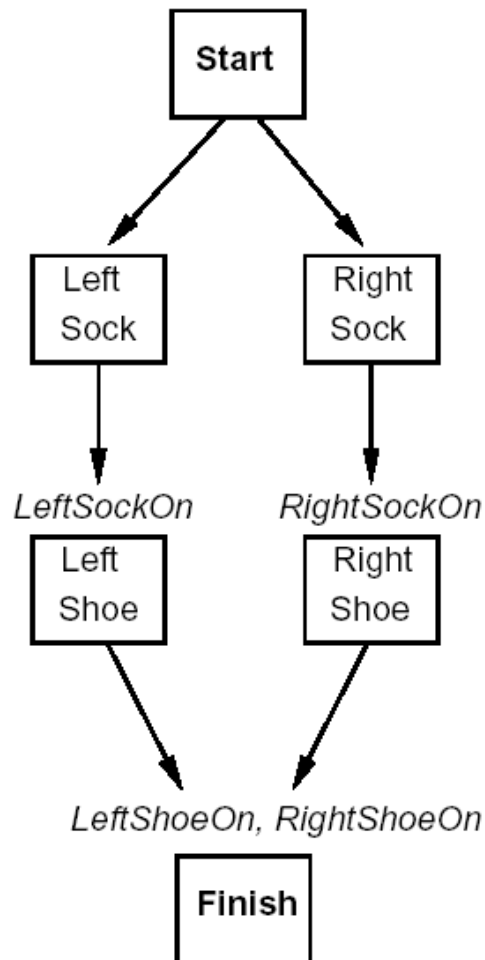 Start
Left
Sock
Right
Sock
LeftSockOn
RightSockOn
Left
Shoe
Right
Shoe
LeftShoeOn, RightShoeOn
Finish